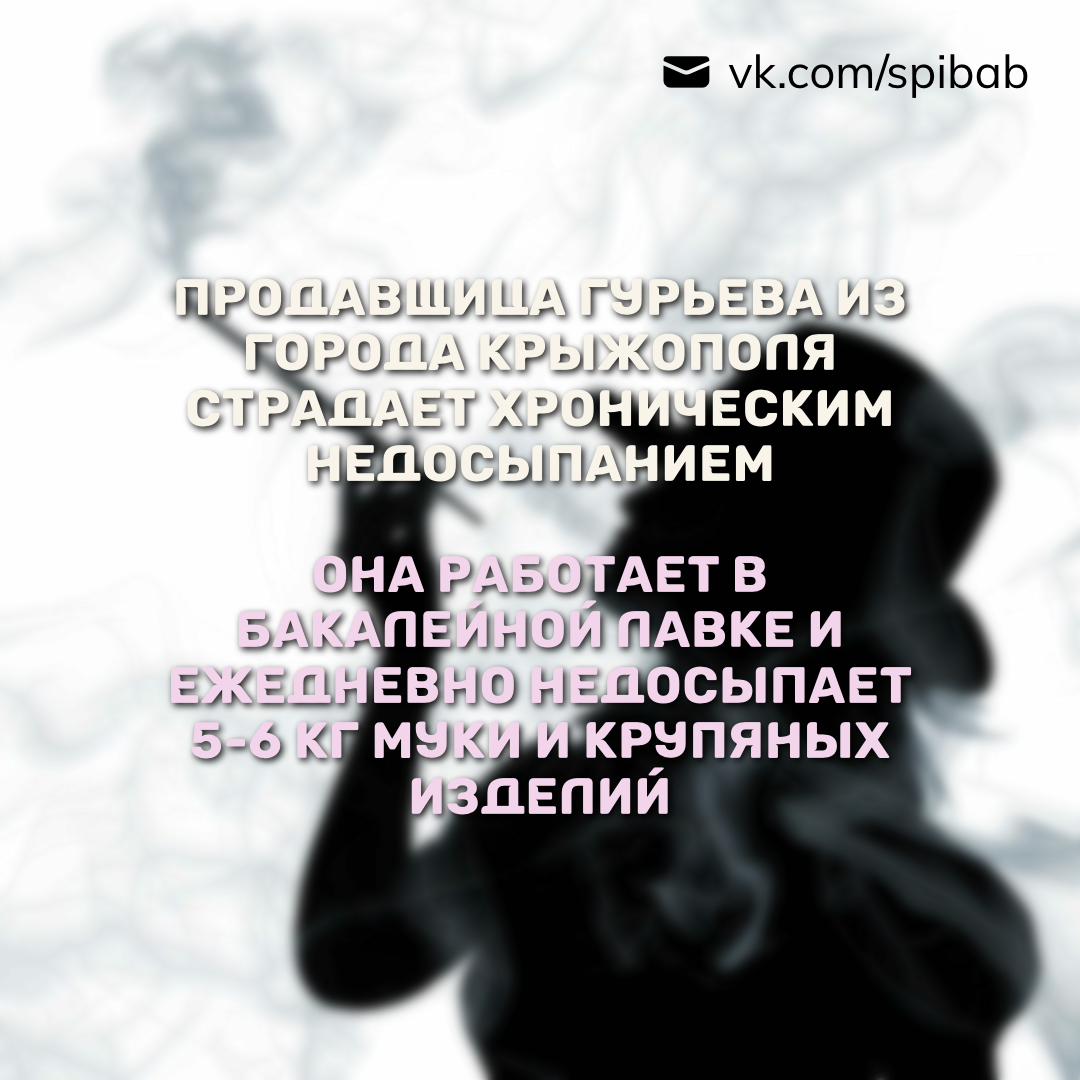 vk.com/spibab
ПРОДАВЩИЦА ГУРЬЕВА ИЗ
ГОРОДА КРЫЖОПОЛЯ
СТРАДАЕТ ХРОНИЧЕСКИМ
НЕДОСЫПАНИЕМ
ОНА РАБОТАЕТ В
БАКАЛЕЙНОЙ ЛАВКЕ И
ЕЖЕДНЕВНО НЕДОСЫПАЕТ
5-6 КГ МУКИ И КРУПЯНЫХ
ИЗДЕЛИЙ